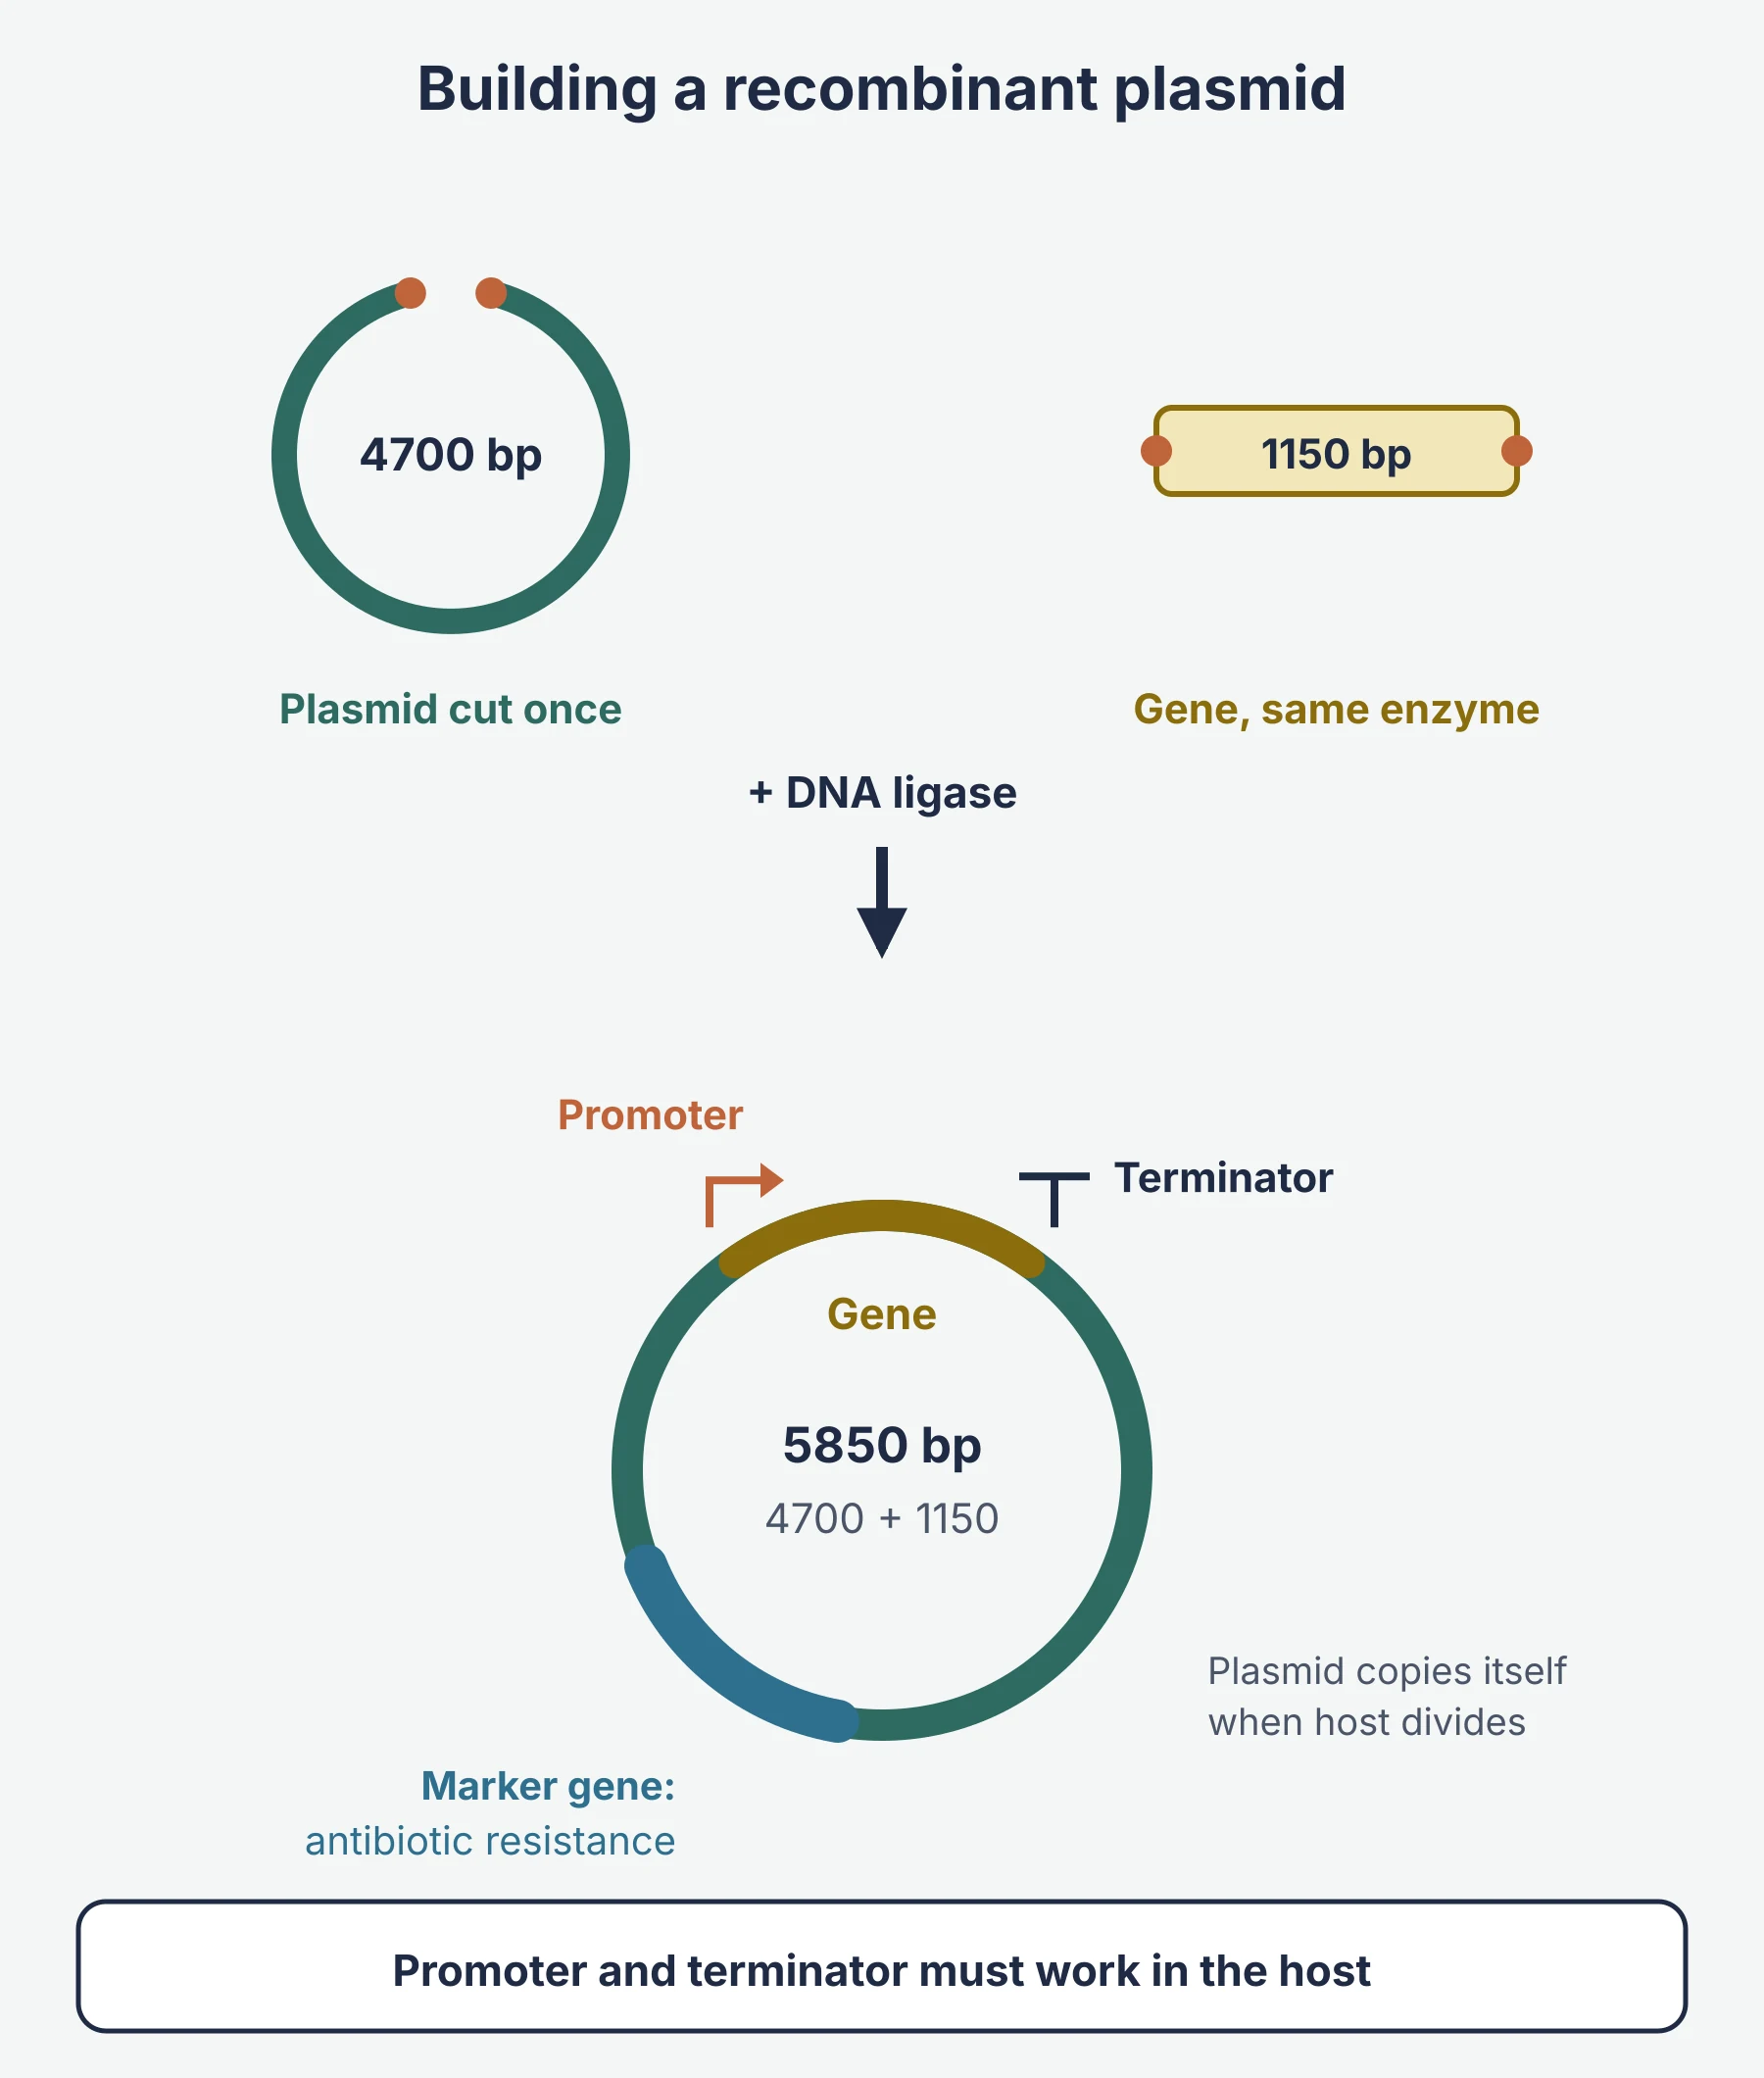 Building a recombinant plasmid
4700 bp
1150 bp
Plasmid cut once
Gene, same enzyme
+ DNA ligase
Promoter
Terminator
Gene
5850 bp
4700 + 1150
Plasmid copies itself
when host divides
Marker gene:
antibiotic resistance
Promoter and terminator must work in the host